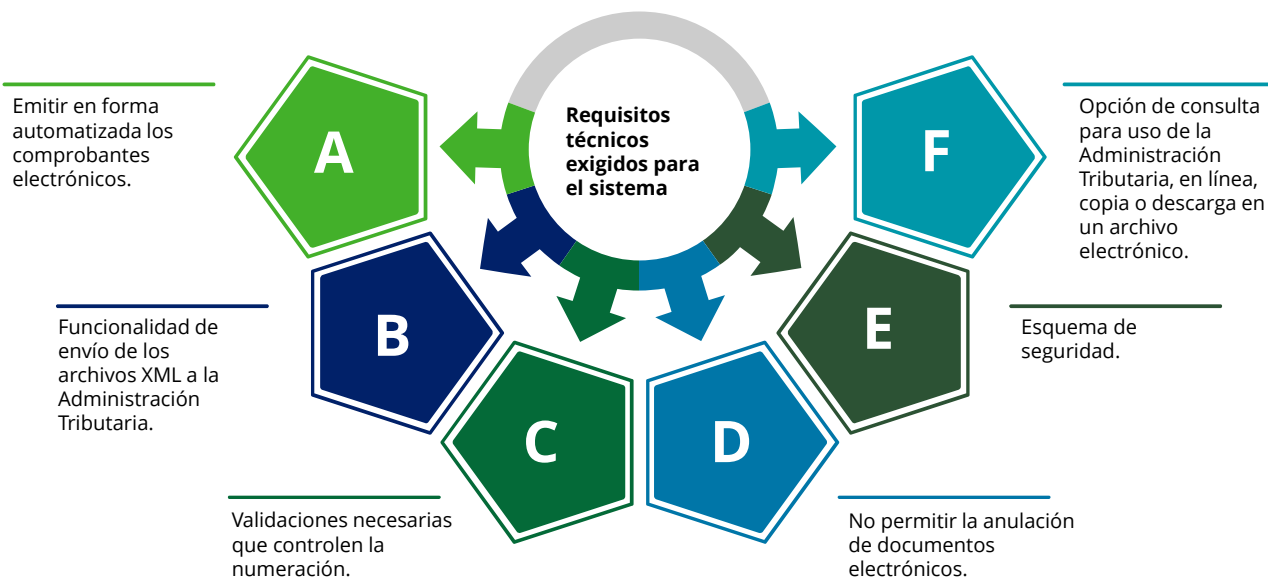 Requisitos
técnicos
exigidos para
el sistema
A
Emitir en forma
automatizada los
comprobantes
electrónicos.
B
Funcionalidad de
envío de los
archivos XML a la
Administración
Tributaria.
C
Validaciones necesarias
que controlen la
numeración.
D
No permitir la anulación
de documentos
electrónicos.
E
Esquema de
seguridad.
F
Opción de consulta
para uso de la
Administración
Tributaria, en línea,
copia o descarga en
un archivo
electrónico.